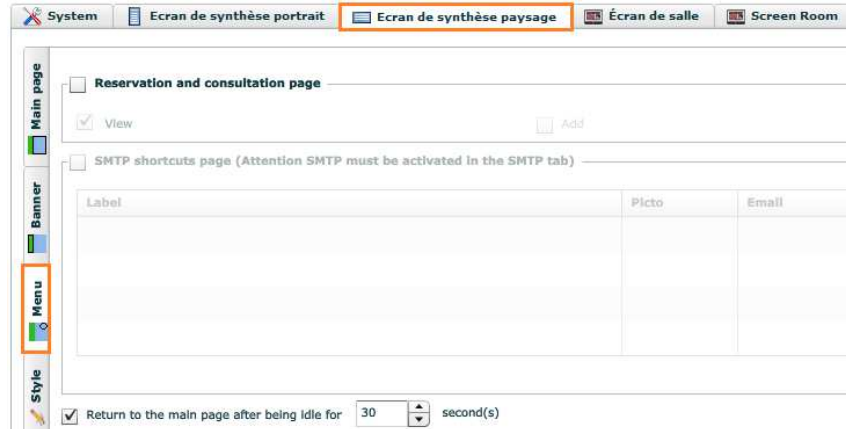 System Ecran de synthèse portrait Ecran de synthèse paysage Écran de salle Screen Room
Main page
Reservation and consultation page
View Add
SMTP shortcuts page (Attention SMTP must be activated in the SMTP tab)
Banner
Label Picto Email
Menu
Style
Return to the main page after being idle for 30 second(s)